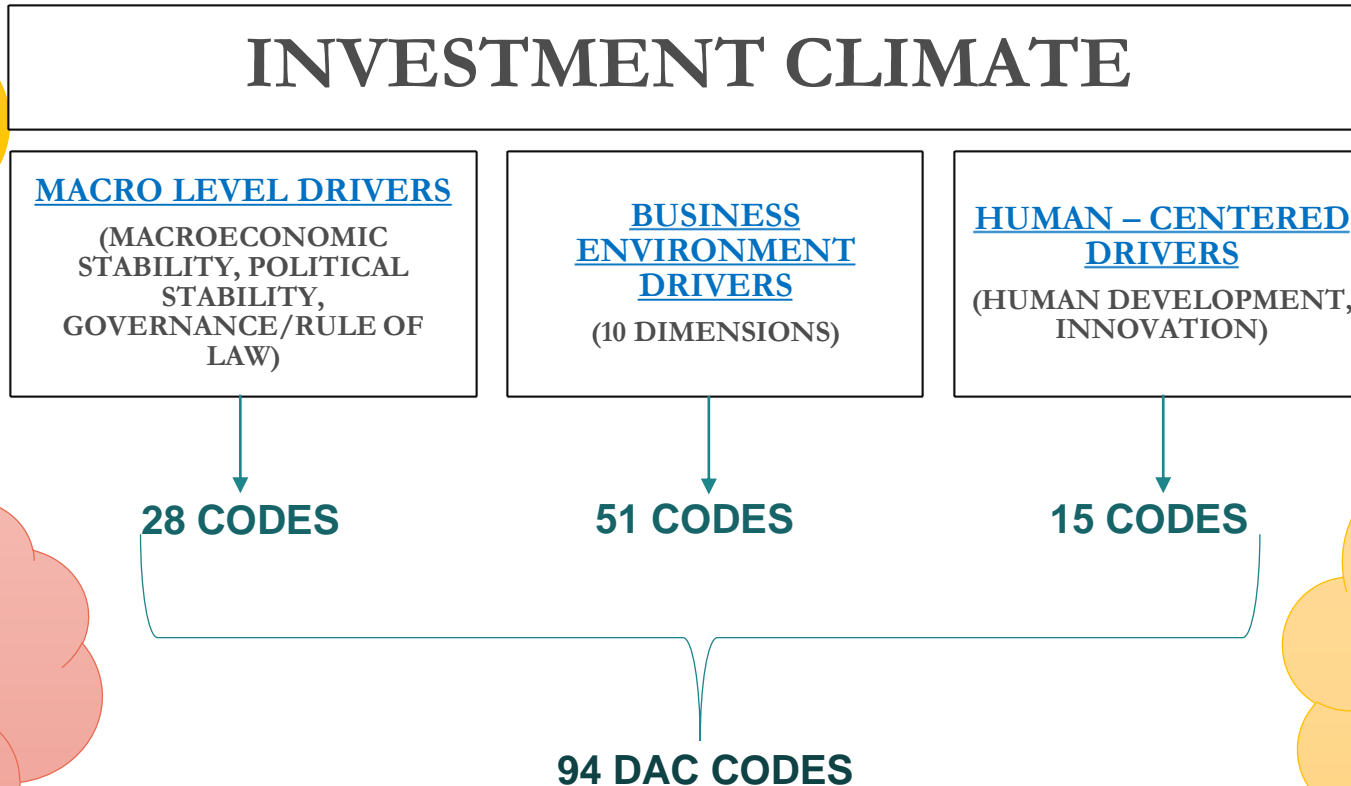 INVESTMENT CLIMATE
MACRO LEVEL DRIVERS
(MACROECONOMIC
STABILITY, POLITICAL
STABILITY,
GOVERNANCE/RULE OF
LAW)
BUSINESS
ENVIRONMENT
DRIVERS
(10 DIMENSIONS)
HUMAN – CENTERED
DRIVERS
(HUMAN DEVELOPMENT,
INNOVATION)
28 CODES
51 CODES
15 CODES
94 DAC CODES